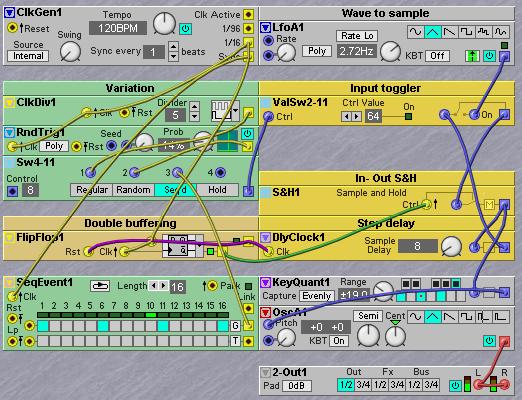 ClkGen1
Clk Active
Tempo
120BPM
1/96
Reset
1/16
Source
Internal
Swing
Sync every 1 beats
Sync
Wave to sample
LfoA1
Rate Lo
Rate
Poly
2.72Hz
KBT Off
Variation
ClkDiv1
Divider
Clk
Rst
5
RndTrig1
Seed
Prob
Clk
Rst
14%
Sw4-11
1 2 3 4
Control
8
Regular Random Seq'd Hold
Input toggler
ValSw2-11
Ctrl Value
On
Ctrl
64
In- Out S&H
S&H1
Sample and Hold
Ctrl
M
Double buffering
FlipFlop1
Rst
Clk
Step delay
DlyClock1
Clk
Sample
Delay
8
SeqEvent1
Length 16
Park
Clk
Link
Rst
1 2 3 4 5 6 7 8 9 10 11 12 13 14 15 16
Lp
G
T
KeyQuant1
Range
Capture Evenly ±19.0
OscA1
Pitch
+0 +0
Semi
Cent
KBT On
2-Out1
Out
Fx
Bus
L R
Pad 0dB
1/2 3/4 1/2 3/4 1/2 3/4